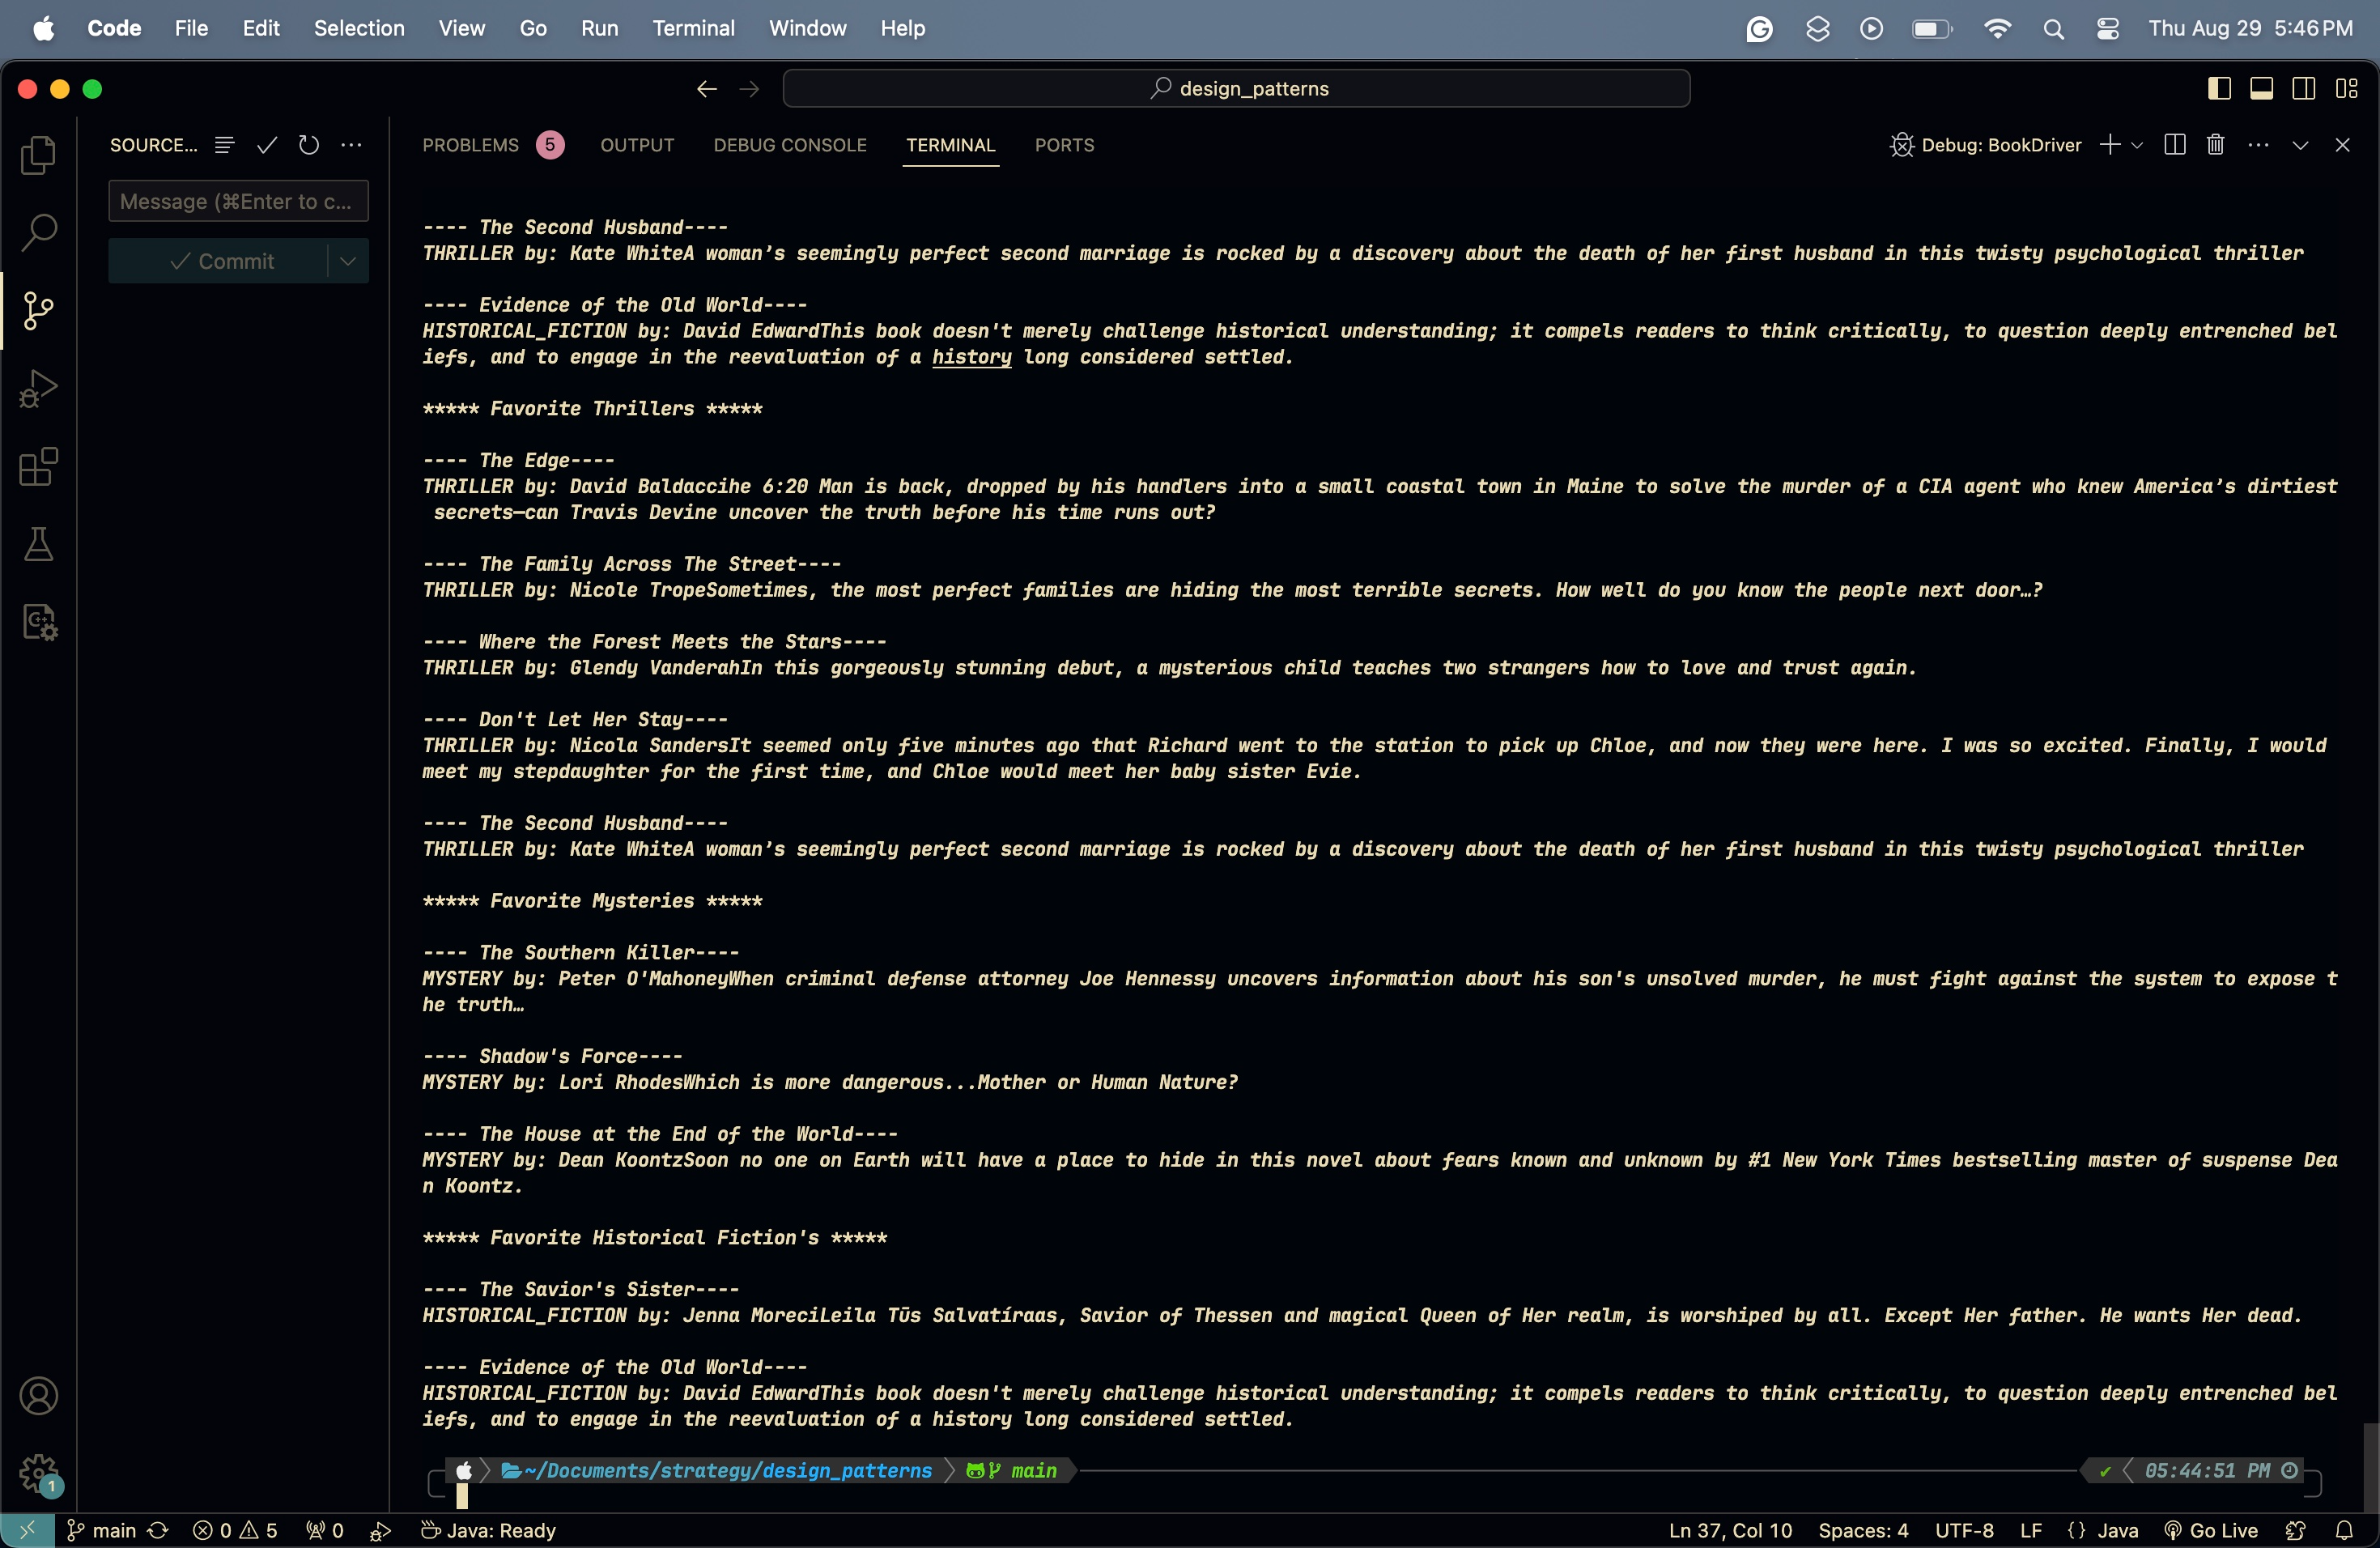 Code File Edit Selection View Go Run Terminal Window Help Thu Aug 29 5:46 PM
design_patterns
SOURCE... PROBLEMS 5 OUTPUT DEBUG CONSOLE TERMINAL PORTS Debug: BookDriver
Message (⌘Enter to c...
Commit
---- The Second Husband----
THRILLER by: Kate WhiteA woman’s seemingly perfect second marriage is rocked by a discovery about the death of her first husband in this twisty psychological thriller
---- Evidence of the Old World----
HISTORICAL_FICTION by: David EdwardThis book doesn't merely challenge historical understanding; it compels readers to think critically, to question deeply entrenched bel
iefs, and to engage in the reevaluation of a history long considered settled.
***** Favorite Thrillers *****
---- The Edge----
THRILLER by: David Baldaccihe 6:20 Man is back, dropped by his handlers into a small coastal town in Maine to solve the murder of a CIA agent who knew America’s dirtiest
secrets—can Travis Devine uncover the truth before his time runs out?
---- The Family Across The Street----
THRILLER by: Nicole TropeSometimes, the most perfect families are hiding the most terrible secrets. How well do you know the people next door…?
---- Where the Forest Meets the Stars----
THRILLER by: Glendy VanderahIn this gorgeously stunning debut, a mysterious child teaches two strangers how to love and trust again.
---- Don't Let Her Stay----
THRILLER by: Nicola SandersIt seemed only five minutes ago that Richard went to the station to pick up Chloe, and now they were here. I was so excited. Finally, I would
meet my stepdaughter for the first time, and Chloe would meet her baby sister Evie.
---- The Second Husband----
THRILLER by: Kate WhiteA woman’s seemingly perfect second marriage is rocked by a discovery about the death of her first husband in this twisty psychological thriller
***** Favorite Mysteries *****
---- The Southern Killer----
MYSTERY by: Peter O'MahoneyWhen criminal defense attorney Joe Hennessy uncovers information about his son's unsolved murder, he must fight against the system to expose t
he truth…
---- Shadow's Force----
MYSTERY by: Lori RhodesWhich is more dangerous...Mother or Human Nature?
---- The House at the End of the World----
MYSTERY by: Dean KoontzSoon no one on Earth will have a place to hide in this novel about fears known and unknown by #1 New York Times bestselling master of suspense Dea
n Koontz.
***** Favorite Historical Fiction's *****
---- The Savior's Sister----
HISTORICAL_FICTION by: Jenna MoreciLeila Tūs Salvatíraas, Savior of Thessen and magical Queen of Her realm, is worshiped by all. Except Her father. He wants Her dead.
---- Evidence of the Old World----
HISTORICAL_FICTION by: David EdwardThis book doesn't merely challenge historical understanding; it compels readers to think critically, to question deeply entrenched bel
iefs, and to engage in the reevaluation of a history long considered settled.
~/Documents/strategy/design_patterns main ✔ 05:44:51 PM
1
main 0 5 0 Java: Ready Ln 37, Col 10 Spaces: 4 UTF-8 LF {} Java Go Live